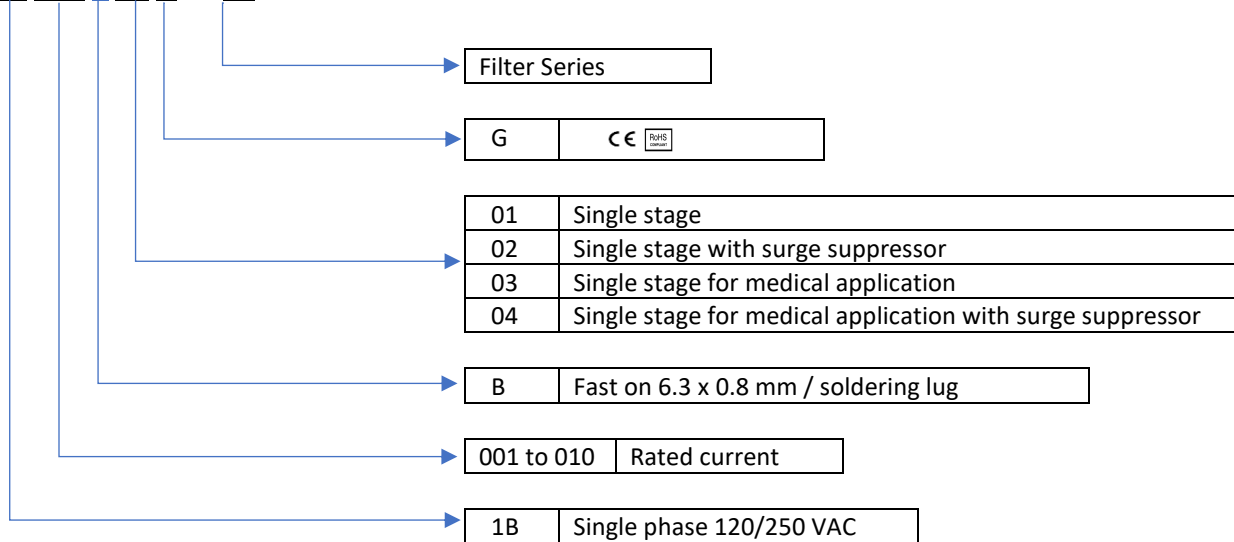 Filter Series
G CE RoHS
COMPLIANT
01 Single stage
02 Single stage with surge suppressor
03 Single stage for medical application
04 Single stage for medical application with surge suppressor
B Fast on 6.3 x 0.8 mm / soldering lug
001 to 010 Rated current
1B Single phase 120/250 VAC